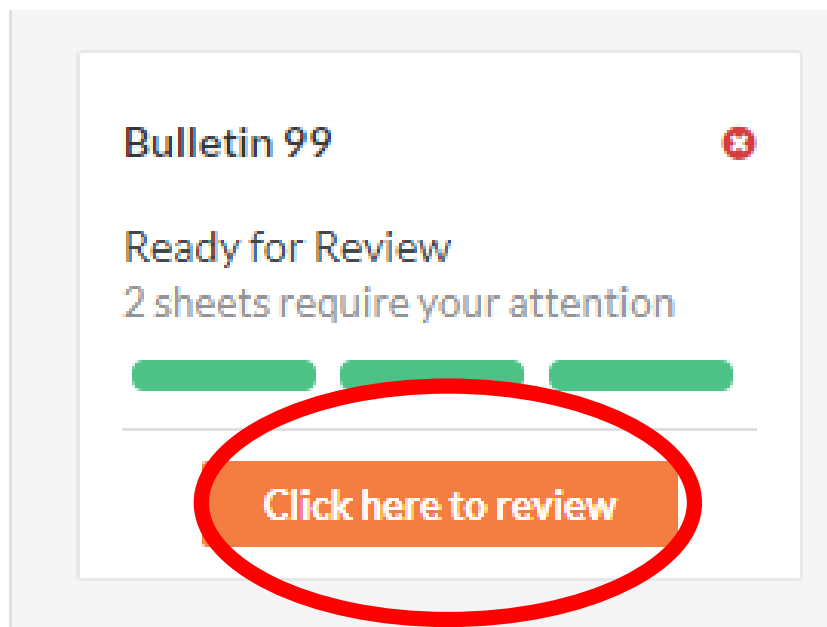 Bulletin 99
Ready for Review
2 sheets require your attention
Click here to review